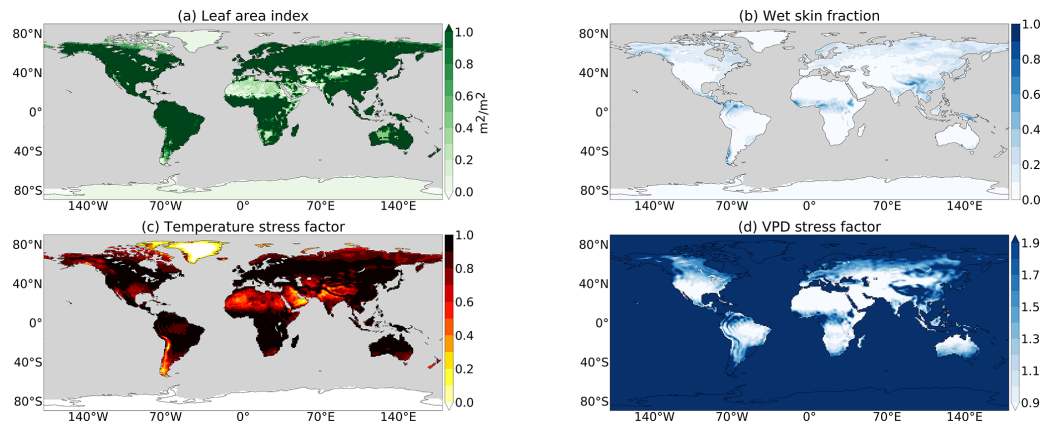 (a) Leaf area index
80°N
40°N
0°
40°S
80°S
140°W 70°W 0° 70°E 140°E
1.0
0.8
0.6
0.4
0.2
0.0
m2/m2
(b) Wet skin fraction
80°N
40°N
0°
40°S
80°S
140°W 70°W 0° 70°E 140°E
1.0
0.8
0.6
0.4
0.2
0.0
(c) Temperature stress factor
80°N
40°N
0°
40°S
80°S
140°W 70°W 0° 70°E 140°E
1.0
0.8
0.6
0.4
0.2
0.0
(d) VPD stress factor
80°N
40°N
0°
40°S
80°S
140°W 70°W 0° 70°E 140°E
1.9
1.7
1.5
1.3
1.1
0.9